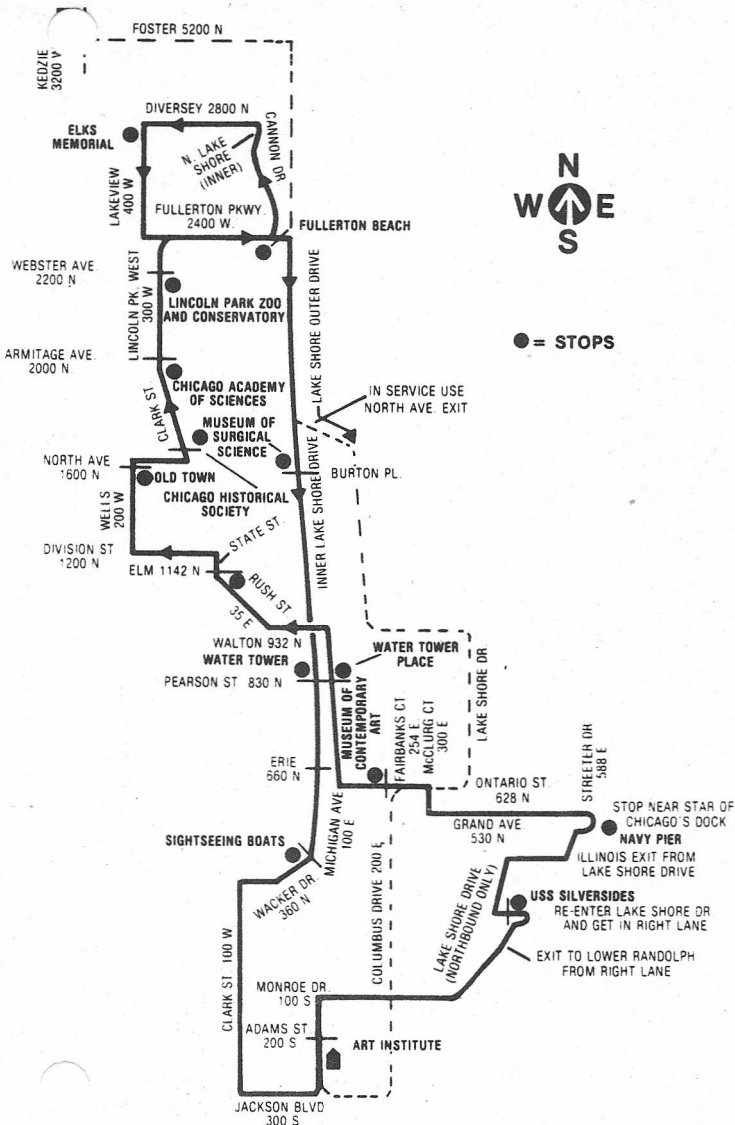 FOSTER 5200 N
KEDZIE
3200 W
DIVERSEY 2800 N
ELKS
MEMORIAL
N. LAKE
SHORE
(INNER)
CANNON DR
LAKEVIEW
400 W
FULLERTON PKWY.
2400 W.
FULLERTON BEACH
N
W E
S
WEBSTER AVE.
2200 N
LINCOLN PK. WEST
300 W
LINCOLN PARK ZOO
AND CONSERVATORY
LAKE SHORE OUTER DRIVE
= STOPS
ARMITAGE AVE.
2000 N.
CHICAGO ACADEMY
OF SCIENCES
IN SERVICE USE
NORTH AVE. EXIT
CLARK ST.
MUSEUM OF
SURGICAL
SCIENCE
NORTH AVE
1600 N
OLD TOWN
BURTON PL.
CHICAGO HISTORICAL
SOCIETY
WELLS
200 W
INNER LAKE SHORE DRIVE
STATE ST.
DIVISION ST
1200 N
ELM 1142 N
RUSH ST.
35 E
WALTON 932 N
WATER TOWER
WATER TOWER
PLACE
PEARSON ST 830 N
MUSEUM OF
CONTEMPORARY
ART
FAIRBANKS CT
254 E.
McCLURG CT
300 E
LAKE SHORE DR
STREETER DR
588 E
ERIE
660 N
ONTARIO ST.
628 N
MICHIGAN AVE
100 E
GRAND AVE.
530 N
STOP NEAR STAR OF
CHICAGO'S DOCK
NAVY PIER
SIGHTSEEING BOATS
ILLINOIS EXIT FROM
LAKE SHORE DRIVE
WACKER DR.
360 N
COLUMBUS DRIVE 200 E
LAKE SHORE DRIVE
(NORTHBOUND ONLY)
USS SILVERSIDES
RE-ENTER LAKE SHORE DR
AND GET IN RIGHT LANE
EXIT TO LOWER RANDOLPH
FROM RIGHT LANE
CLARK ST. 100 W
MONROE DR.
100 S
ADAMS ST.
200 S
ART INSTITUTE
JACKSON BLVD
300 S